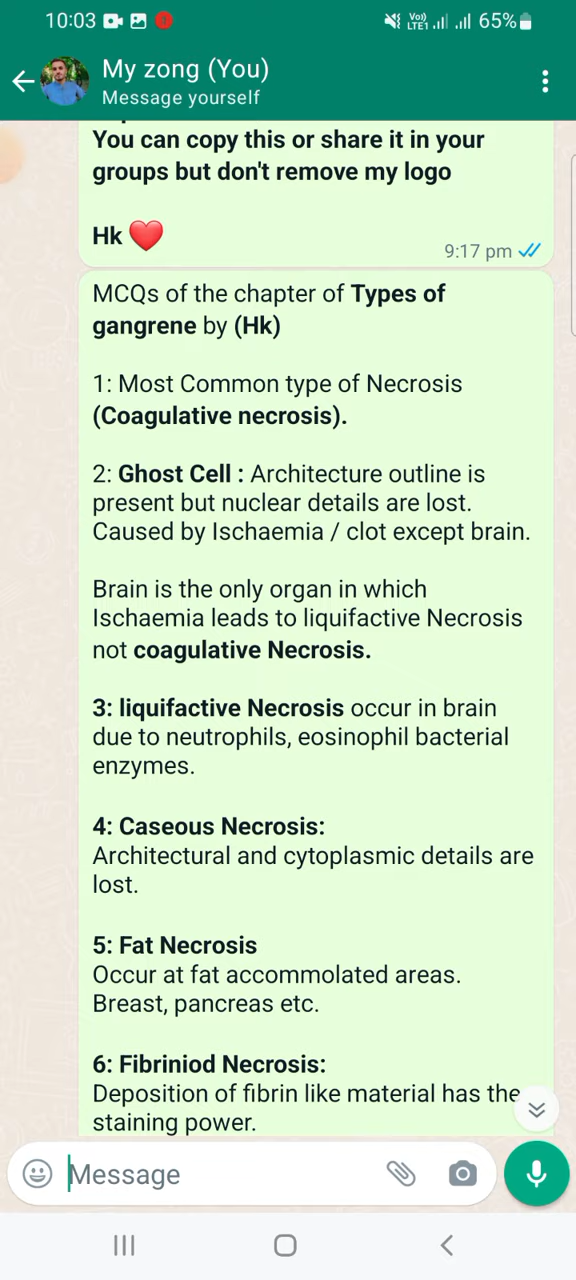 10:03 Vo)) LTE1 65%
My zong (You)
Message yourself
You can copy this or share it in your
groups but don't remove my logo
Hk ❤️
9:17 pm
MCQs of the chapter of Types of
gangrene by (Hk)
1: Most Common type of Necrosis
(Coagulative necrosis).
2: Ghost Cell : Architecture outline is
present but nuclear details are lost.
Caused by Ischaemia / clot except brain.
Brain is the only organ in which
Ischaemia leads to liquifactive Necrosis
not coagulative Necrosis.
3: liquifactive Necrosis occur in brain
due to neutrophils, eosinophil bacterial
enzymes.
4: Caseous Necrosis:
Architectural and cytoplasmic details are
lost.
5: Fat Necrosis
Occur at fat accommolated areas.
Breast, pancreas etc.
6: Fibriniod Necrosis:
Deposition of fibrin like material has the
staining power.
Message